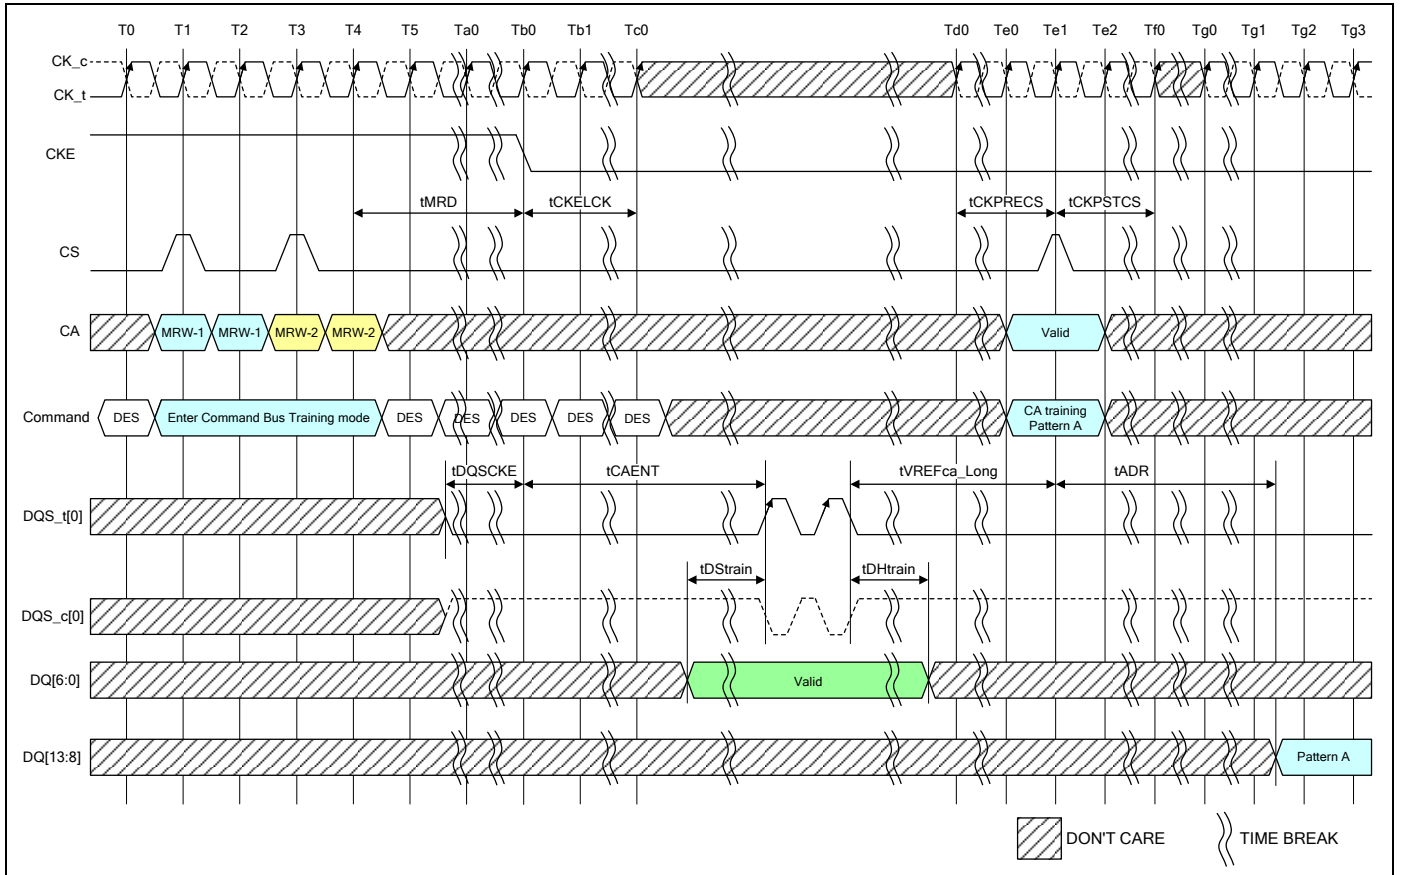 T0 T1 T2 T3 T4 T5 Ta0 Tb0 Tb1 Tc0 Td0 Te0 Te1 Te2 Tf0 Tg0 Tg1 Tg2 Tg3
CK_c
CK_t
CKE
tMRD tCKELCK tCKPRECS tCKPSTCS
CS
CA MRW-1 MRW-1 MRW-2 MRW-2 Valid
Command DES Enter Command Bus Training mode DES DES DES DES DES CA training
Pattern A
tDQSCKE tCAENT tVREFca_Long tADR
DQS_t[0]
tDStrain tDHtrain
DQS_c[0]
DQ[6:0] Valid
DQ[13:8] Pattern A
DON'T CARE TIME BREAK